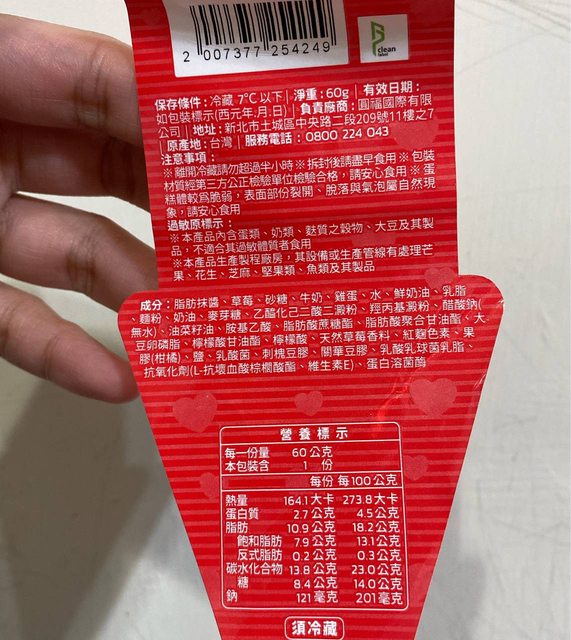 2 007377 254249
clean
label
保存條件:冷藏 7℃以下|淨重:60g|有效日期:
如包裝標示(西元年.月.日)|負責廠商:圓福國際有限
公司|地址:新北市土城區中央路二段209號11樓之7
|原產地:台灣|服務電話:0800 224 043
注意事項:
※離開冷藏請勿超過半小時※拆封後請盡早食用※包裝
材質經第三方公正檢驗單位檢驗合格,請安心食用※蛋
糕體較為脆弱,表面部份裂開、脫落與氣泡屬自然現
象,請安心食用
過敏原標示:
※本產品內含蛋類、奶類、麩質之穀物、大豆及其製
品,不適合其過敏體質者食用
※本產品生產製程廠房,其設備或生產管線有處理芒
果、花生、芝麻、堅果類、魚類及其製品
成分:脂肪抹醬、草莓、砂糖、牛奶、雞蛋、水、鮮奶油、乳脂
、麵粉、奶油、麥芽糖、乙醯化己二酸二澱粉、羥丙基澱粉、醋酸鈉(
無水)、油菜籽油、胺基乙酸、脂肪酸蔗糖酯、脂肪酸聚合甘油酯、大
豆卵磷脂、檸檬酸甘油酯、檸檬酸、天然草莓香料、紅麴色素、果
膠(柑橘)、鹽、乳酸菌、刺槐豆膠、關華豆膠、乳酸乳球菌乳脂、
抗氧化劑(L-抗壞血酸棕櫚酸酯、維生素E)、蛋白溶菌酶
營養標示
每一份量 60公克
本包裝含 1 份
每份 每100公克
熱量 164.1大卡 273.8大卡
蛋白質 2.7公克 4.5公克
脂肪 10.9公克 18.2公克
飽和脂肪 7.9公克 13.1公克
反式脂肪 0.2公克 0.3公克
碳水化合物 13.8公克 23.0公克
糖 8.4公克 14.0公克
鈉 121毫克 201毫克
須冷藏